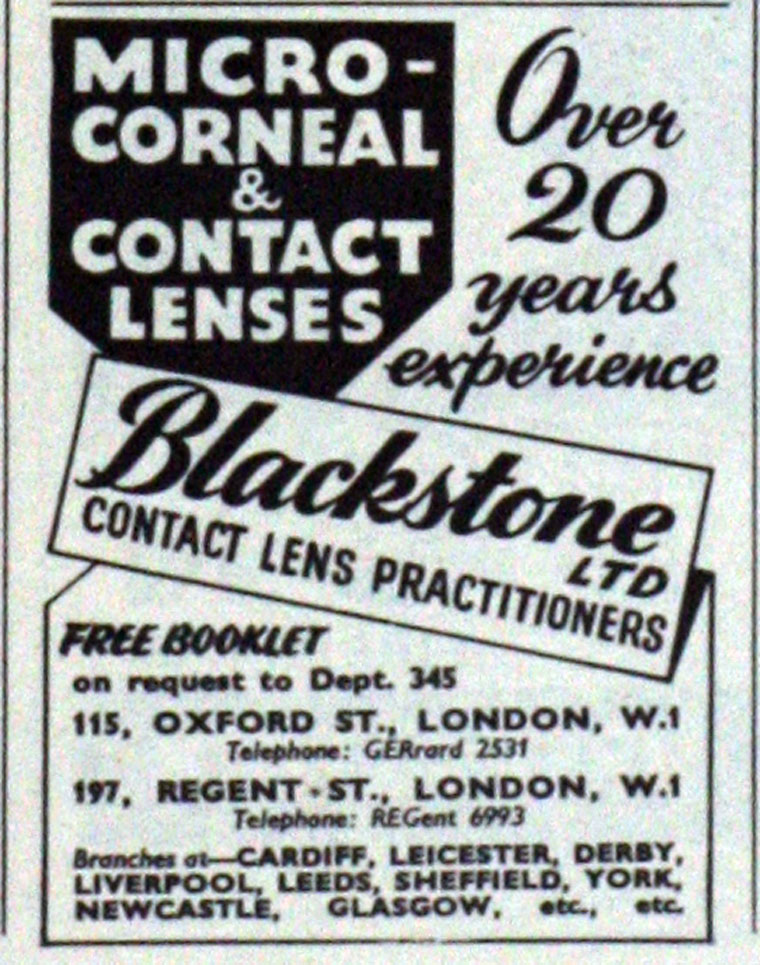 MICRO-
CORNEAL
&
CONTACT
LENSES
Over
20
years
experience
Blackstone
LTD
CONTACT LENS PRACTITIONERS
FREE BOOKLET
on request to Dept. 345
115, OXFORD ST., LONDON, W.1
Telephone: GERrard 2531
197, REGENT ST., LONDON, W.1
Telephone: REGent 6993
Branches at—CARDIFF, LEICESTER, DERBY,
LIVERPOOL, LEEDS, SHEFFIELD, YORK,
NEWCASTLE, GLASGOW, etc., etc.